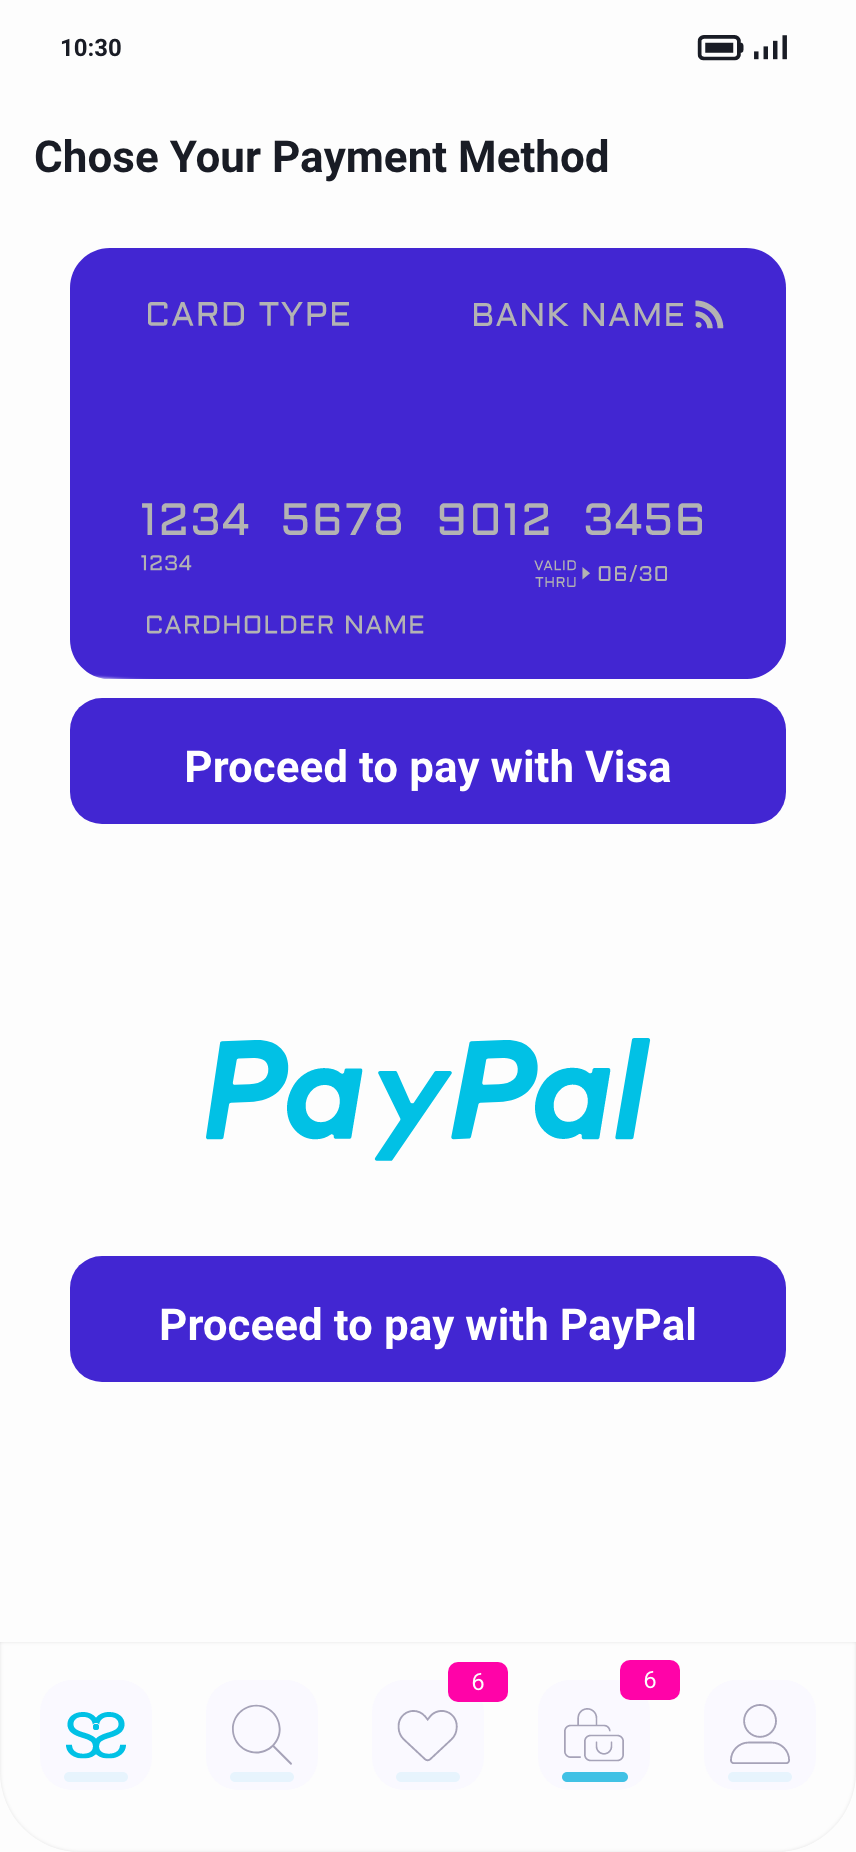 10:30
Chose Your Payment Method
CARD TYPE BANK NAME
1234 5678 9012 3456
1234
VALID THRU 06/30
CARDHOLDER NAME
Proceed to pay with Visa
PayPal
Proceed to pay with PayPal
6 6